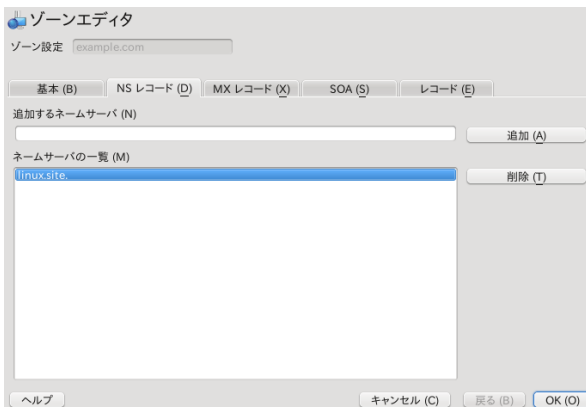 ゾーンエディタ
ゾーン設定 example.com
基本 (B) NS レコード (D) MX レコード (X) SOA (S) レコード (E)
追加するネームサーバ (N)
追加 (A)
ネームサーバの一覧 (M)
linux.site.
削除 (T)
ヘルプ キャンセル (C) 戻る (B) OK (O)